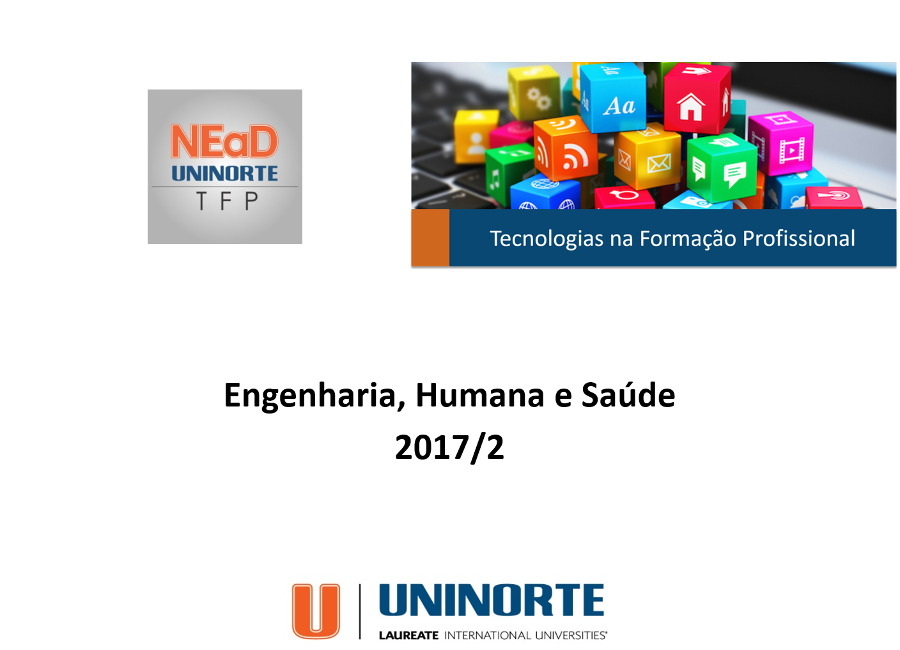 NEaD
UNINORTE
TFP
Aa
Tecnologias na Formação Profissional
Engenharia, Humana e Saúde
2017/2
U
UNINORTE
LAUREATE INTERNATIONAL UNIVERSITIES®